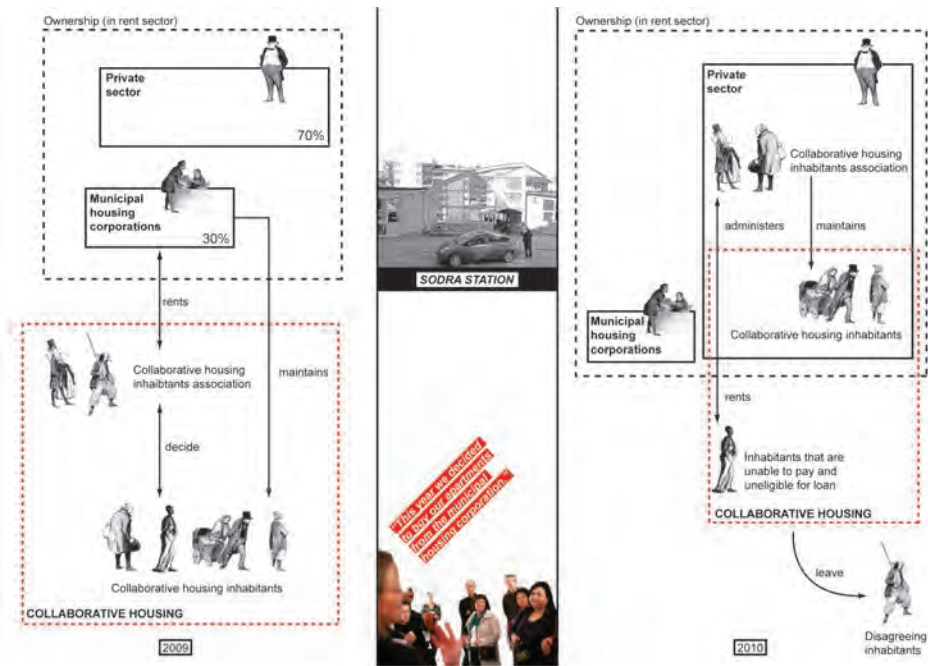 Ownership (in rent sector)
Private
sector
70%
Municipal
housing
corporations
30%
rents
Collaborative housing
inhaibtants association
maintains
decide
Collaborative housing inhabitants
COLLABORATIVE HOUSING
2009
SODRA STATION
"This year we decided
to buy our apartments
from the municipal
housing corporation."
Ownership (in rent sector)
Private
sector
Collaborative housing
inhabitants association
administers
maintains
Municipal
housing
corporations
Collaborative housing inhabitants
rents
Inhabitants that are
unable to pay and
uneligible for loan
COLLABORATIVE HOUSING
leave
Disagreeing
inhabitants
2010